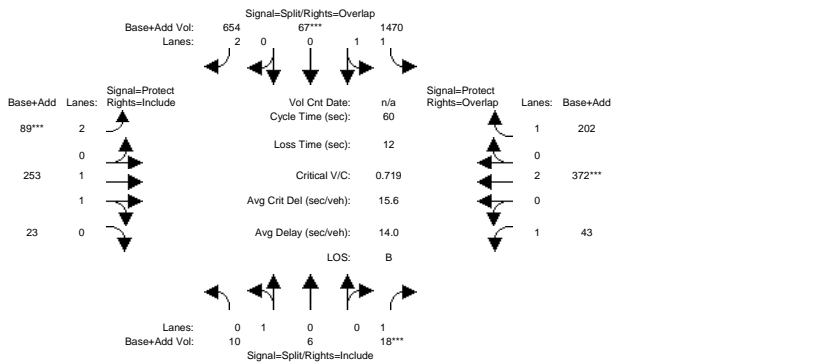 Signal=Split/Rights=Overlap
Base+Add Vol: 654 67*** 1470
Lanes: 2 0 0 1 1
Signal=Protect
Rights=Include
Signal=Protect
Rights=Overlap
Base+Add Lanes:
Vol Cnt Date: n/a
Lanes: Base+Add
Cycle Time (sec): 60
89*** 2
1 202
Loss Time (sec): 12
0
0
253 1
Critical V/C: 0.719
2 372***
1
Avg Crit Del (sec/veh): 15.6
0
23 0
Avg Delay (sec/veh): 14.0
1 43
LOS: B
Lanes: 0 1 0 0 1
Base+Add Vol: 10 6 18***
Signal=Split/Rights=Include